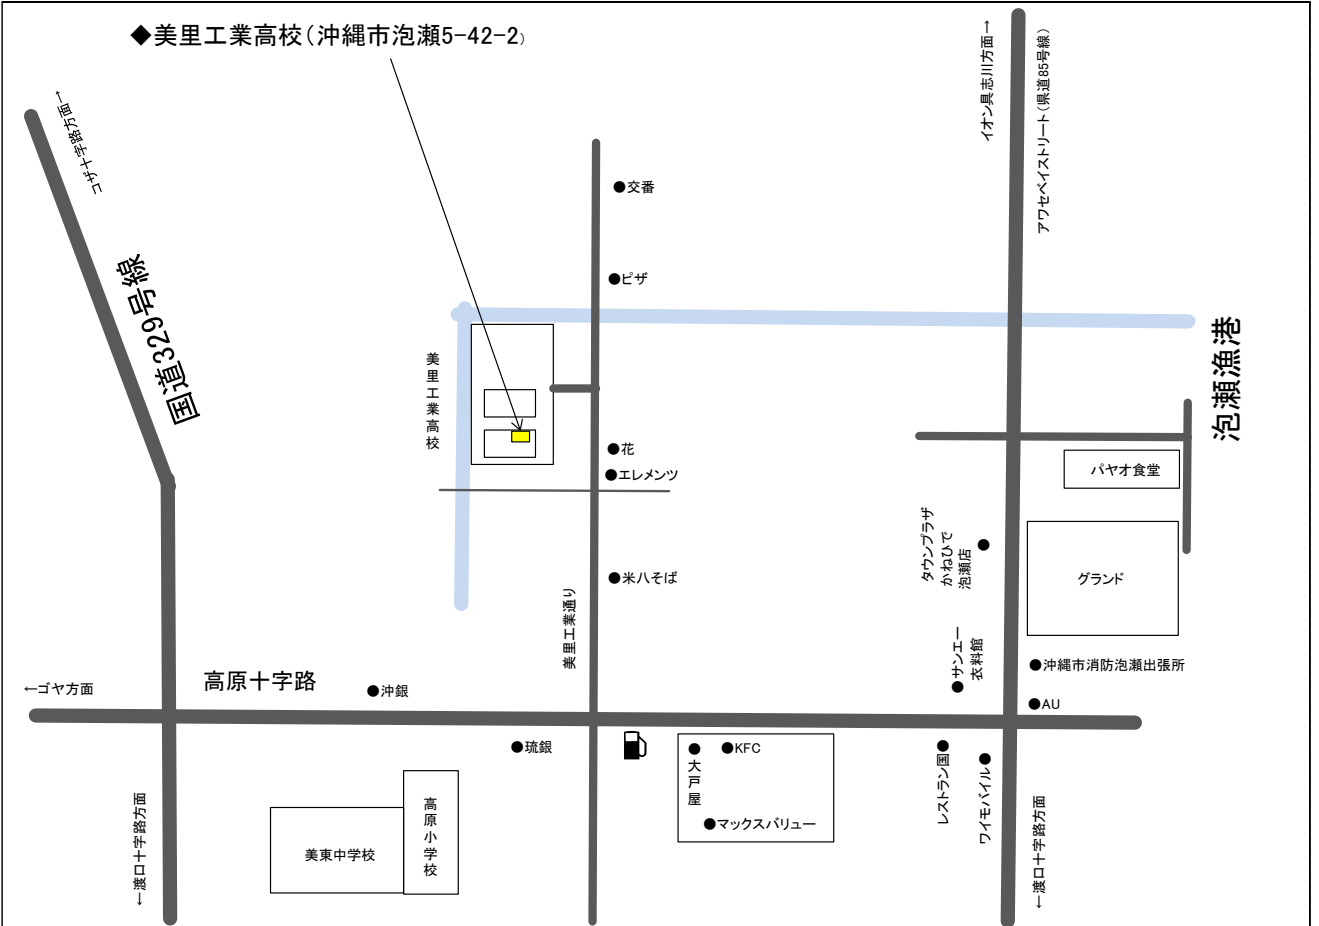 ◆美里工業高校(沖縄市泡瀬5-42-2)
コザ十字路方面→
国道329号線
イオン具志川方面→
アワセベイストリート(県道85号線)
●交番
●ピザ
泡瀬漁港
美里工業高校
●花
●エレメンツ
パヤオ食堂
タウンプラザ
かねひで
泡瀬店
グランド
●米八そば
美里工業通り
●サンエー
衣料館
●沖縄市消防泡瀬出張所
←ゴヤ方面
高原十字路
●沖銀
●AU
●琉銀
●大戸屋
●KFC
●マックスバリュー
レストラン国●
ワイモバイル●
←渡口十字路方面
美東中学校
高原小学校
←渡口十字路方面